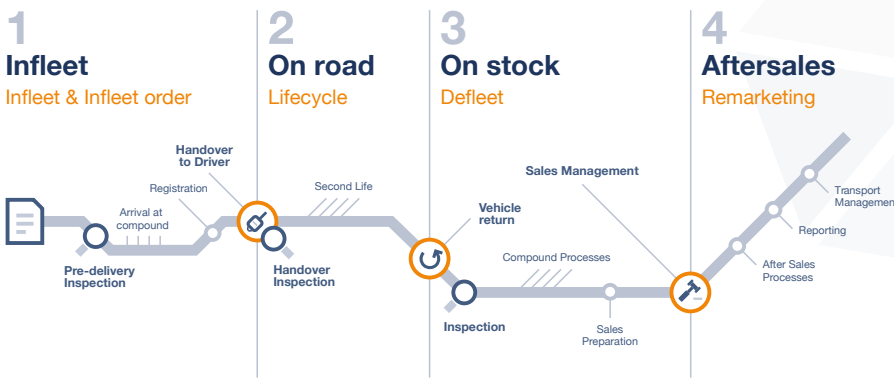 1
Infleet
Infleet & Infleet order
2
On road
Lifecycle
3
On stock
Defleet
4
Aftersales
Remarketing
Handover
to Driver
Registration
Arrival at
compound
Pre-delivery
Inspection
Second Life
Handover
Inspection
Vehicle
return
Sales Management
Compound Processes
Inspection
Sales
Preparation
Transport
Management
Reporting
After Sales
Processes